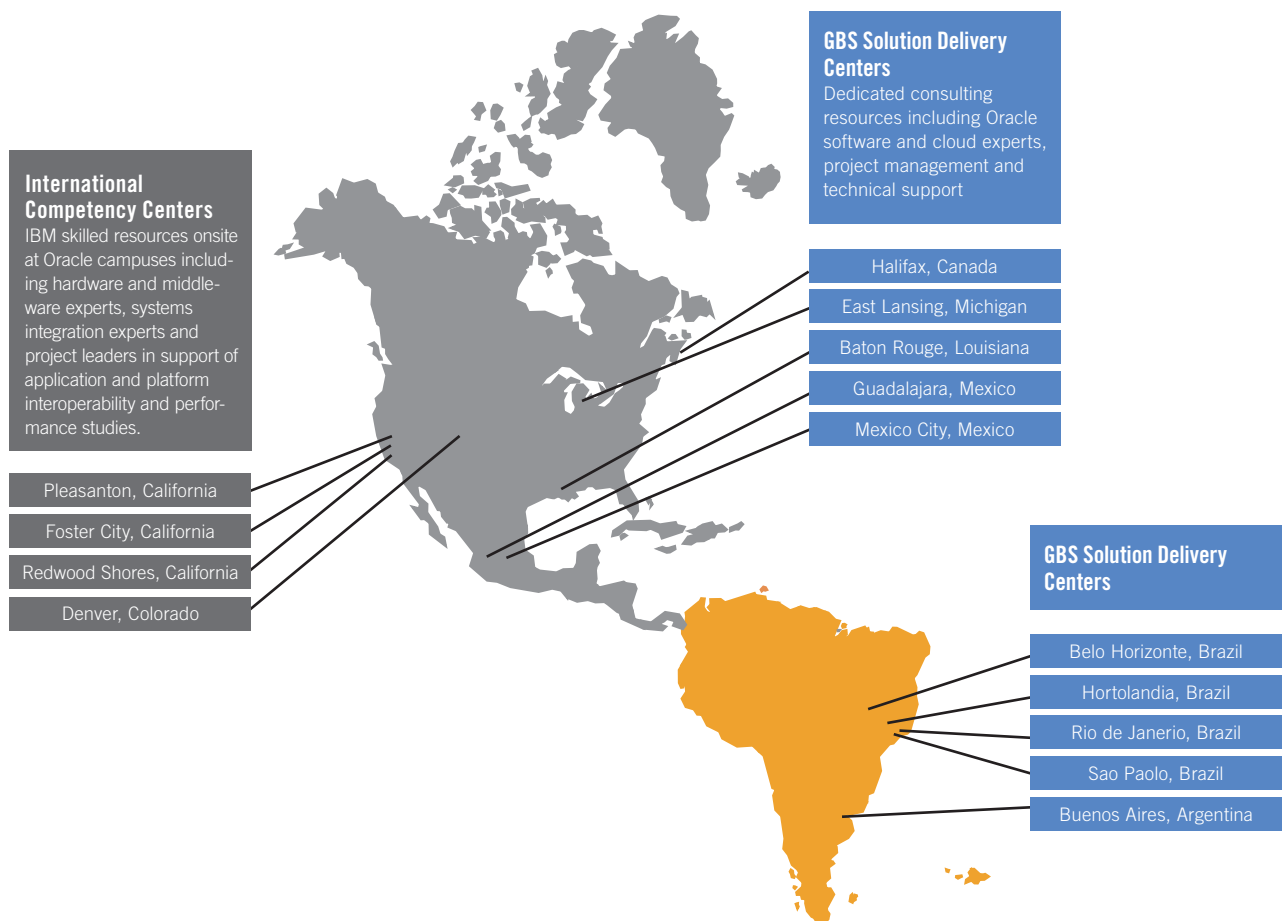 International
Competency Centers
IBM skilled resources onsite
at Oracle campuses includ-
ing hardware and middle-
ware experts, systems
integration experts and
project leaders in support of
application and platform
interoperability and perfor-
mance studies.
Pleasanton, California
Foster City, California
Redwood Shores, California
Denver, Colorado
GBS Solution Delivery
Centers
Dedicated consulting
resources including Oracle
software and cloud experts,
project management and
technical support
Halifax, Canada
East Lansing, Michigan
Baton Rouge, Louisiana
Guadalajara, Mexico
Mexico City, Mexico
GBS Solution Delivery
Centers
Belo Horizonte, Brazil
Hortolandia, Brazil
Rio de Janerio, Brazil
Sao Paolo, Brazil
Buenos Aires, Argentina